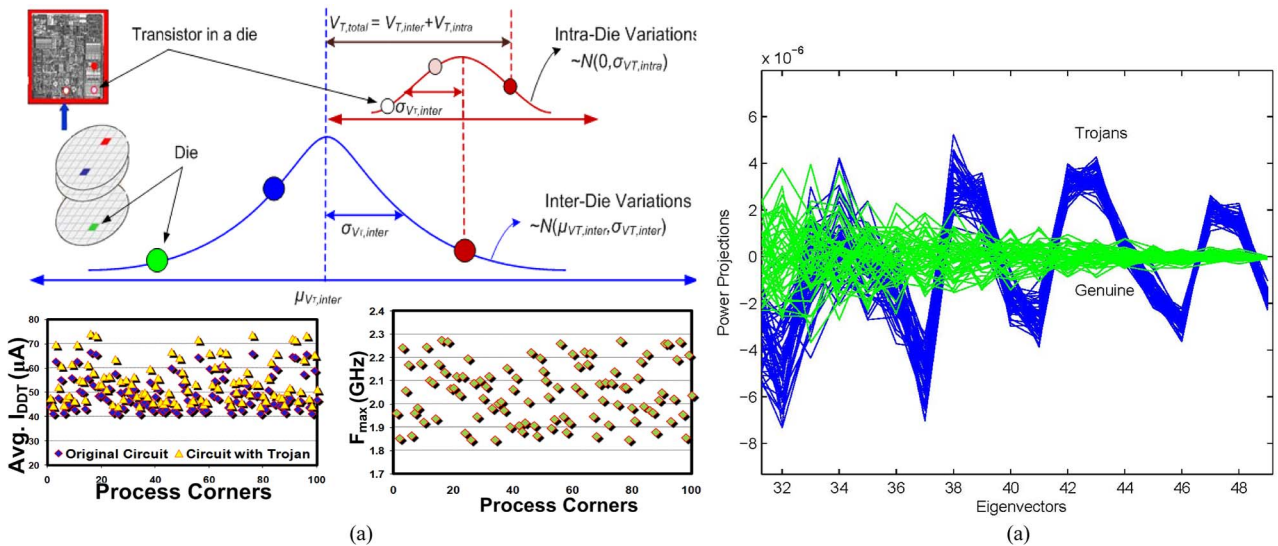 Transistor in a die
V_T,total = V_T,inter + V_T,intra
Intra-Die Variations
~N(0,σ_VT,intra)
σ_VT,inter
Die
Inter-Die Variations
~N(μ_VT,inter,σ_VT,inter)
σ_VT,inter
μ_VT,inter
Avg. I_DDT (μA)
80
70
60
50
40
30
20
Original Circuit
Circuit with Trojan
0 20 40 60 80 100
Process Corners
F_max (GHz)
2.4
2.3
2.2
2.1
2.0
1.9
1.8
1.7
0 20 40 60 80 100
Process Corners
(a)
x 10^-6
Power Projections
6
4
2
0
−2
−4
−6
−8
Trojans
Genuine
32 34 36 38 40 42 44 46 48
Eigenvectors
(a)